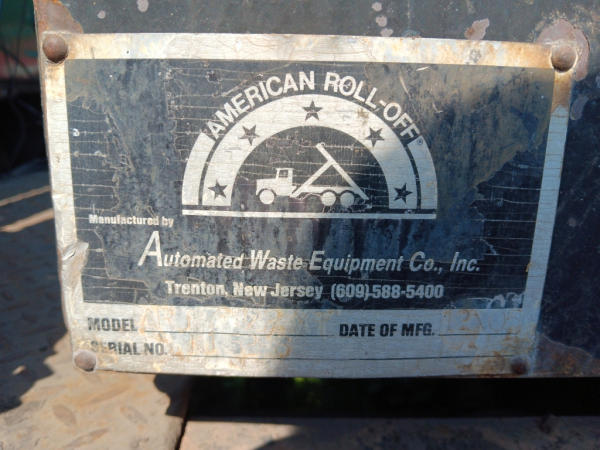 AMERICAN ROLL-OFF®
Manufactured by
Automated Waste Equipment Co., Inc.
Trenton, New Jersey (609) 588-5400
MODEL DATE OF MFG.
SERIAL NO.